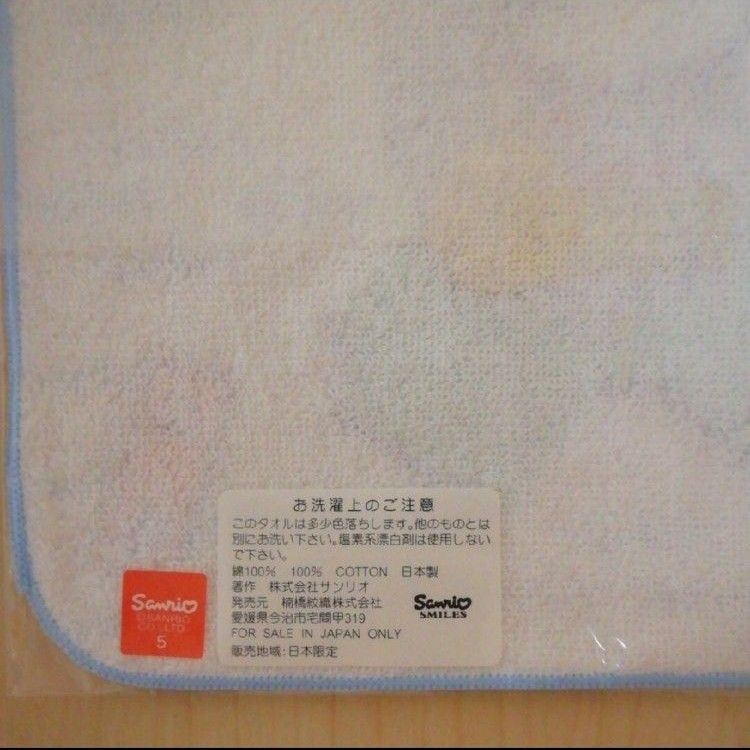 お洗濯上のご注意
このタオルは多少色落ちします。他のものとは
別にお洗い下さい。塩素系漂白剤は使用しない
で下さい。
綿100% 100% COTTON 日本製
著作 株式会社サンリオ
発売元 楠橋紋織株式会社
愛媛県今治市宅間甲319
FOR SALE IN JAPAN ONLY
販売地域:日本限定
Sanrio
SMILES
Sanrio
©SANRIO
CO., LTD.
5